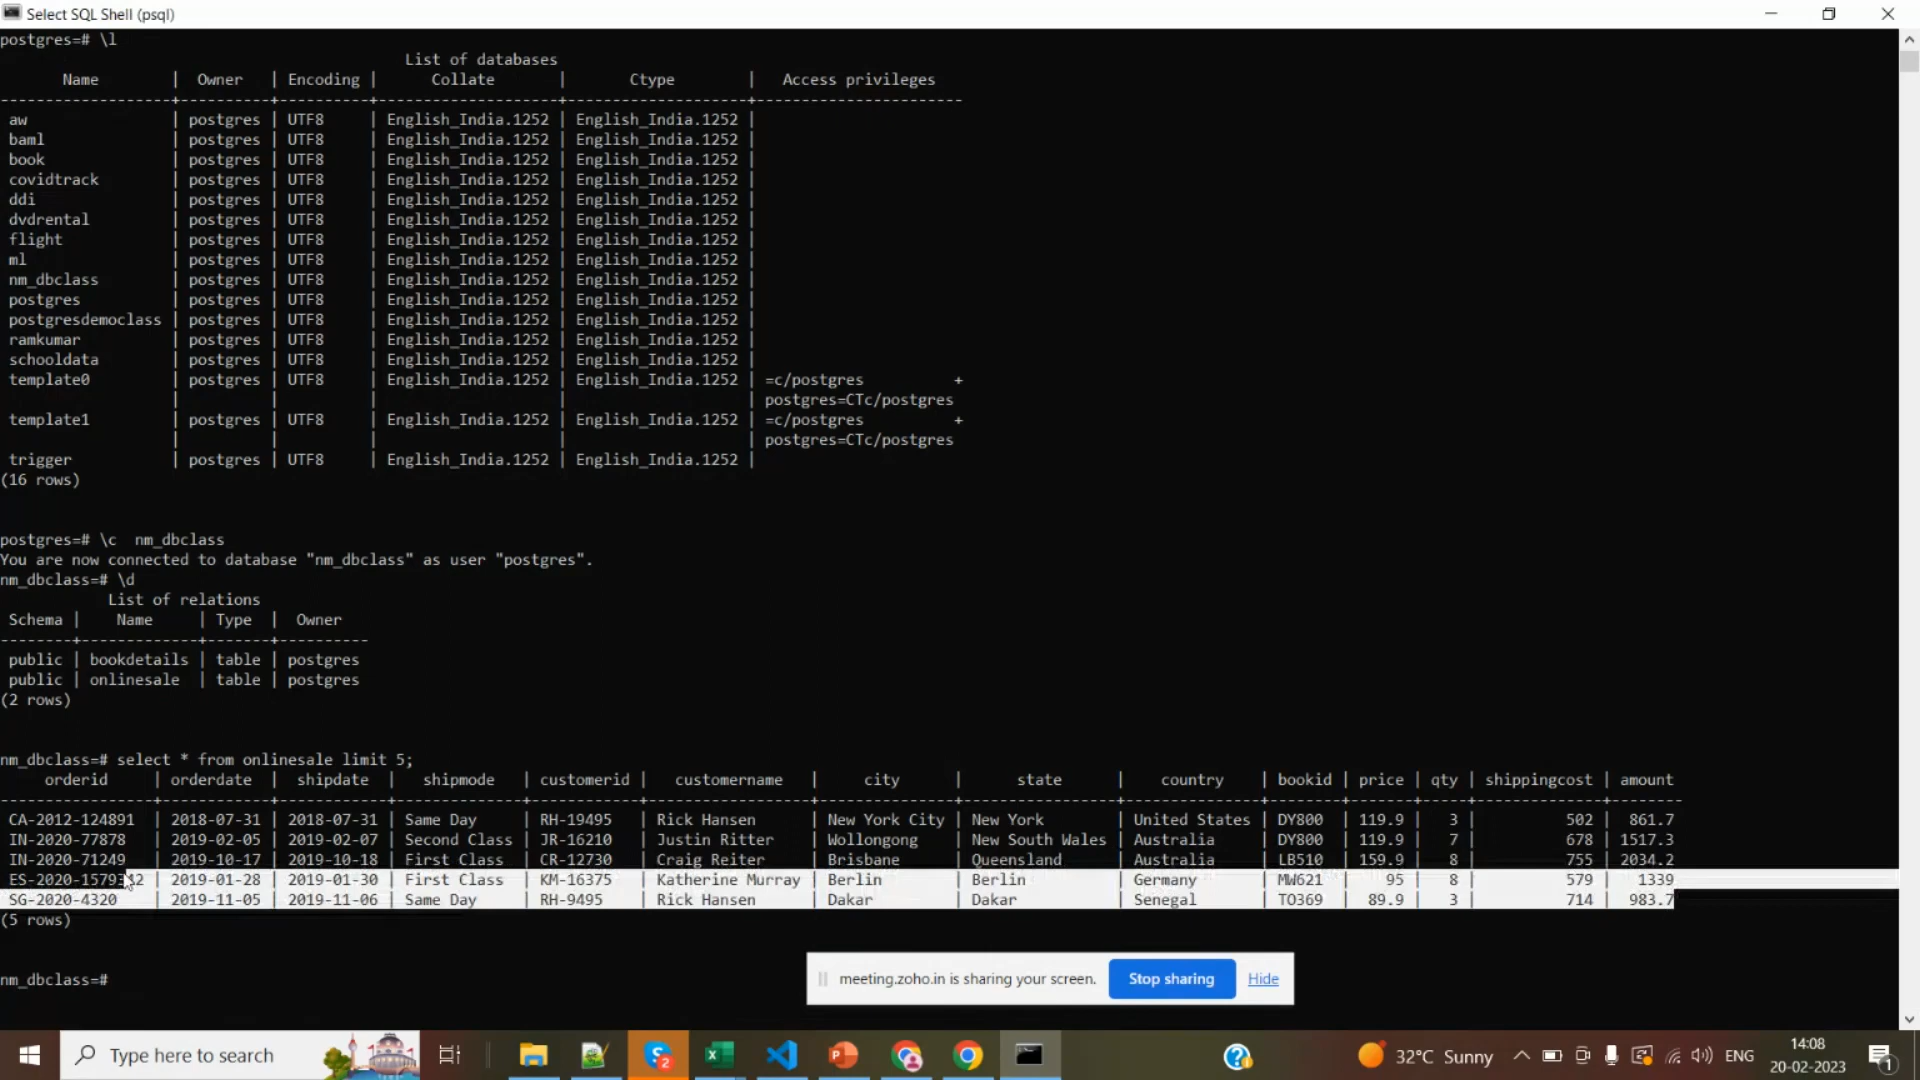 Select SQL Shell (psql)
postgres=# \l
List of databases
Name | Owner | Encoding | Collate | Ctype | Access privileges
aw | postgres | UTF8 | English_India.1252 | English_India.1252 |
baml | postgres | UTF8 | English_India.1252 | English_India.1252 |
book | postgres | UTF8 | English_India.1252 | English_India.1252 |
covidtrack | postgres | UTF8 | English_India.1252 | English_India.1252 |
ddi | postgres | UTF8 | English_India.1252 | English_India.1252 |
dvdrental | postgres | UTF8 | English_India.1252 | English_India.1252 |
flight | postgres | UTF8 | English_India.1252 | English_India.1252 |
ml | postgres | UTF8 | English_India.1252 | English_India.1252 |
nm_dbclass | postgres | UTF8 | English_India.1252 | English_India.1252 |
postgres | postgres | UTF8 | English_India.1252 | English_India.1252 |
postgresdemoclass | postgres | UTF8 | English_India.1252 | English_India.1252 |
ramkumar | postgres | UTF8 | English_India.1252 | English_India.1252 |
schooldata | postgres | UTF8 | English_India.1252 | English_India.1252 |
template0 | postgres | UTF8 | English_India.1252 | English_India.1252 | =c/postgres +
| | | | | postgres=CTc/postgres
template1 | postgres | UTF8 | English_India.1252 | English_India.1252 | =c/postgres +
| | | | | postgres=CTc/postgres
trigger | postgres | UTF8 | English_India.1252 | English_India.1252 |
(16 rows)
postgres=# \c nm_dbclass
You are now connected to database "nm_dbclass" as user "postgres".
nm_dbclass=# \d
List of relations
Schema | Name | Type | Owner
public | bookdetails | table | postgres
public | onlinesale | table | postgres
(2 rows)
nm_dbclass=# select * from onlinesale limit 5;
orderid | orderdate | shipdate | shipmode | customerid | customername | city | state | country | bookid | price | qty | shippingcost | amount
CA-2012-124891 | 2018-07-31 | 2018-07-31 | Same Day | RH-19495 | Rick Hansen | New York City | New York | United States | DY800 | 119.9 | 3 | 502 | 861.7
IN-2020-77878 | 2019-02-05 | 2019-02-07 | Second Class | JR-16210 | Justin Ritter | Wollongong | New South Wales | Australia | DY800 | 119.9 | 7 | 678 | 1517.3
IN-2020-71249 | 2019-10-17 | 2019-10-18 | First Class | CR-12730 | Craig Reiter | Brisbane | Queensland | Australia | LB510 | 159.9 | 8 | 755 | 2034.2
ES-2020-1579342 | 2019-01-28 | 2019-01-30 | First Class | KM-16375 | Katherine Murray | Berlin | Berlin | Germany | MW621 | 95 | 8 | 579 | 1339
SG-2020-4320 | 2019-11-05 | 2019-11-06 | Same Day | RH-9495 | Rick Hansen | Dakar | Dakar | Senegal | TO369 | 89.9 | 3 | 714 | 983.7
(5 rows)
nm_dbclass=#
meeting.zoho.in is sharing your screen. Stop sharing Hide
Type here to search
32°C Sunny
ENG
14:08
20-02-2023